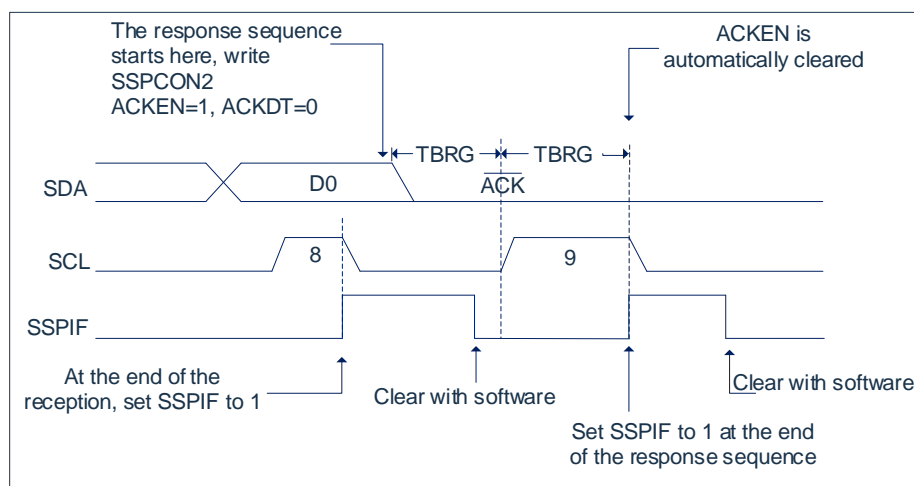 The response sequence
starts here, write
SSPCON2
ACKEN=1, ACKDT=0
ACKEN is
automatically cleared
TBRG
TBRG
SDA
D0
ACK
SCL
8
9
SSPIF
At the end of the
reception, set SSPIF to 1
Clear with software
Clear with software
Set SSPIF to 1 at the end
of the response sequence